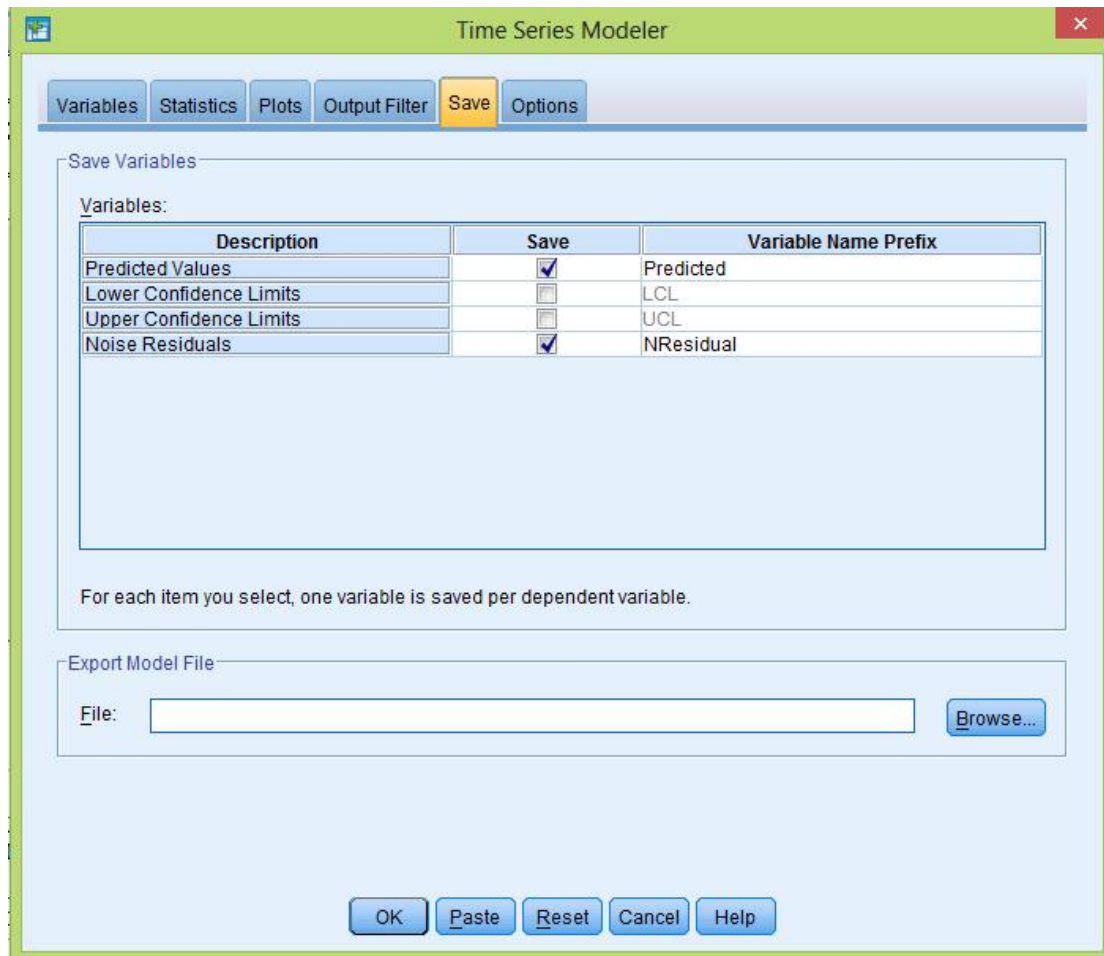 Time Series Modeler
Variables Statistics Plots Output Filter Save Options
Save Variables
Variables:
Description Save Variable Name Prefix
Predicted Values Predicted
Lower Confidence Limits LCL
Upper Confidence Limits UCL
Noise Residuals NResidual
For each item you select, one variable is saved per dependent variable.
Export Model File
File: Browse...
OK Paste Reset Cancel Help